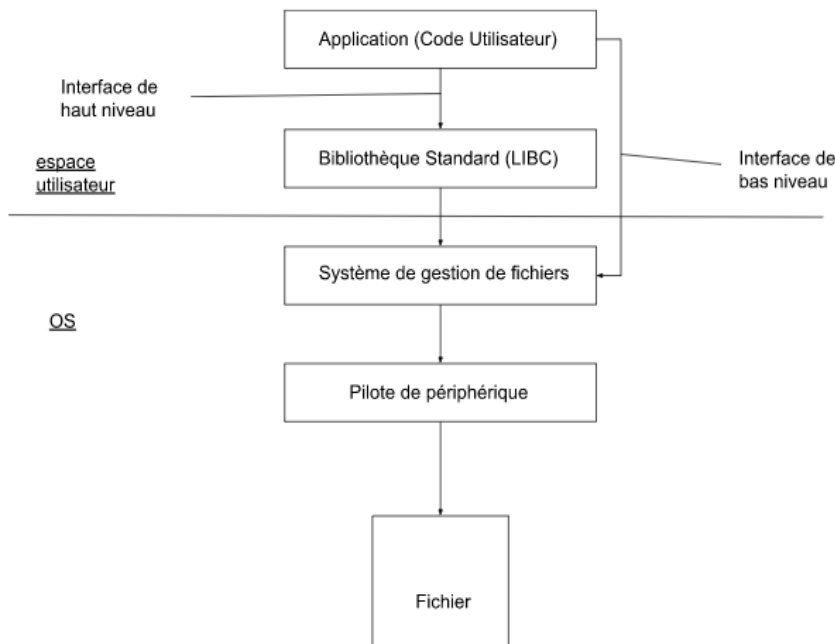 Application (Code Utilisateur)
Interface de
haut niveau
Bibliothèque Standard (LIBC)
Interface de
bas niveau
espace
utilisateur
Système de gestion de fichiers
OS
Pilote de périphérique
Fichier